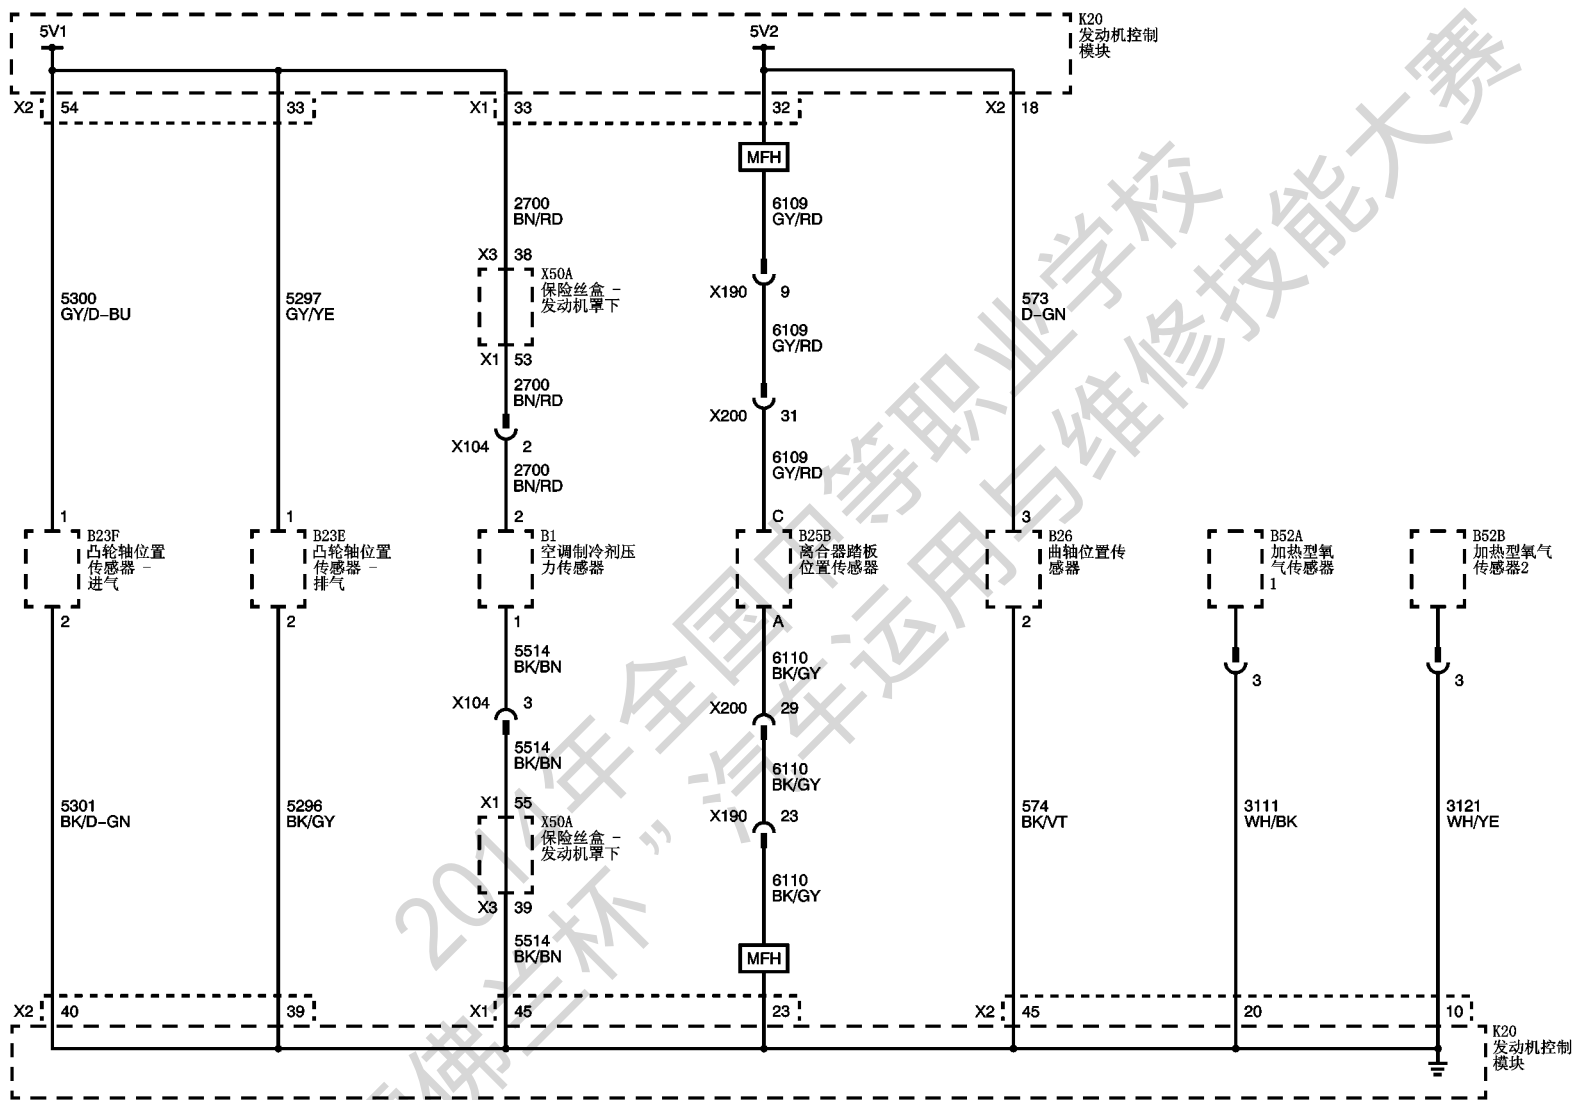 5V1
5V2
K20
发动机控制
模块
X2
54
33
X1
33
32
X2
18
MFH
2700
BN/RD
6109
GY/RD
X3
38
X50A
保险丝盒 -
发动机罩下
X190
9
5300
GY/D-BU
5297
GY/YE
573
D-GN
6109
GY/RD
X1
53
2700
BN/RD
X200
31
X104
2
2700
BN/RD
6109
GY/RD
1
1
2
C
3
B23F
凸轮轴位置
传感器 -
进气
B23E
凸轮轴位置
传感器 -
排气
B1
空调制冷剂压
力传感器
B25B
离合器踏板
位置传感器
B26
曲轴位置传
感器
B52A
加热型氧
气传感器
1
B52B
加热型氧气
传感器2
2
2
1
A
2
5514
BK/BN
6110
BK/GY
3
3
X104
3
X200
29
5514
BK/BN
6110
BK/GY
X1
55
X50A
保险丝盒 -
发动机罩下
X190
23
5301
BK/D-GN
5296
BK/GY
574
BK/VT
3111
WH/BK
3121
WH/YE
6110
BK/GY
X3
39
5514
BK/BN
MFH
X2
40
39
X1
45
23
X2
45
20
10
K20
发动机控制
模块
2014年全国中等职业学校
佛兰杯” 汽车运用与维修技能大赛